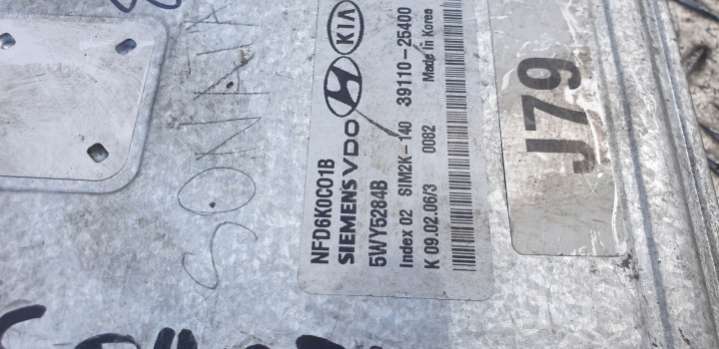 NFD6K0C01B
SIEMENS VDO KIA
5WY5284B
Index 02 SIM2K-140 39110-25400
K 09.02.06/3 0082 Made in Korea
J79
SONATA